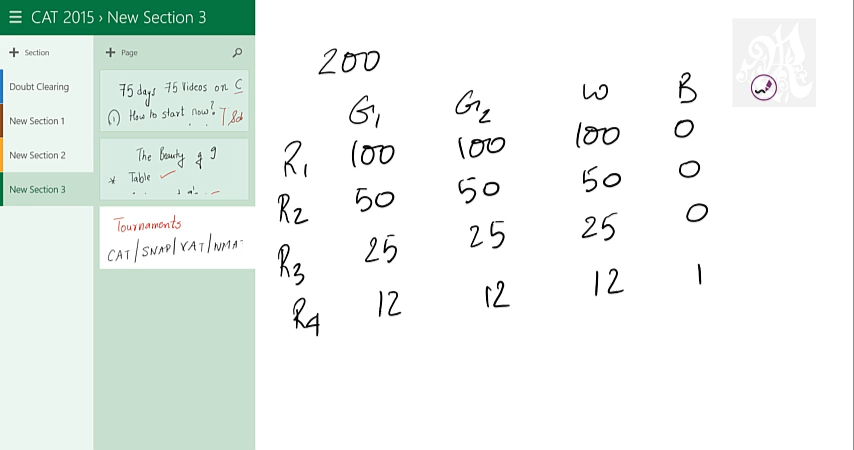 ☰ CAT 2015 › New Section 3
+ Section
+ Page
Doubt Clearing
New Section 1
New Section 2
New Section 3
75 days 75 Videos on C
① How to start now?
The Beauty of 9
* Table
Tournaments
CAT/SNAP/XAT/NMA
200
G1 G2 W B
R1 100 100 100 0
R2 50 50 50 0
R3 25 25 25 0
R4 12 12 12 1